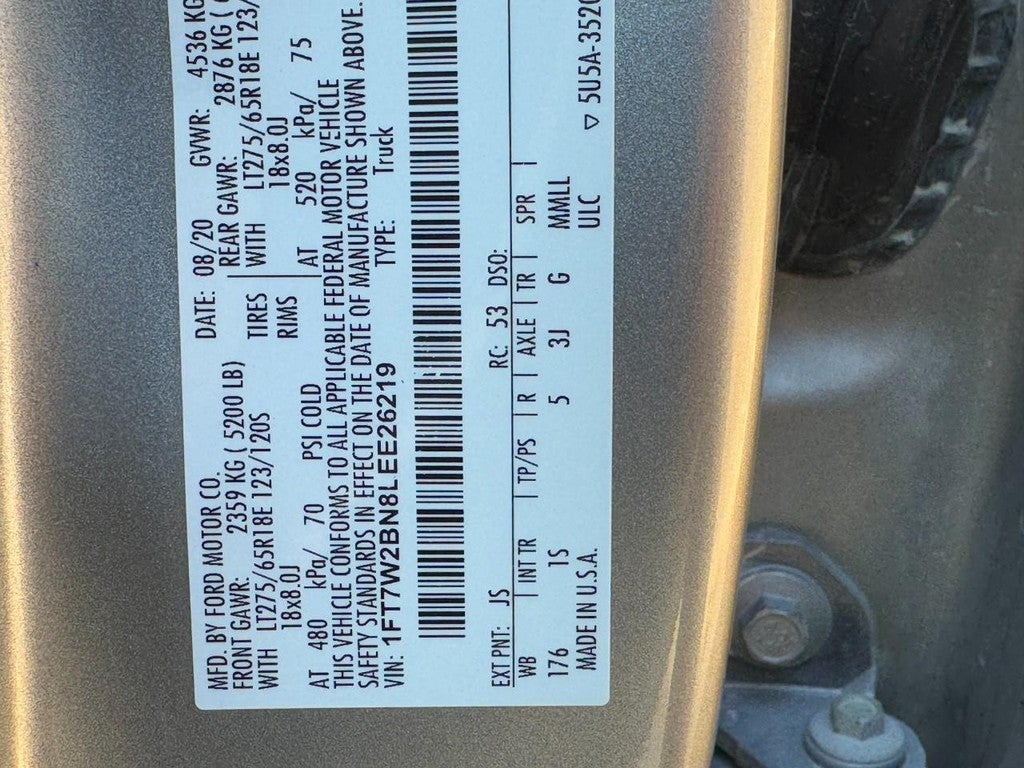 MFD. BY FORD MOTOR CO. DATE: 08/20 GVWR: 4536 KG
FRONT GAWR: 2359 KG ( 5200 LB) REAR GAWR: 2876 KG (
WITH LT275/65R18E 123/120S TIRES WITH LT275/65R18E 123/
18x8.0J RIMS 18x8.0J
AT 480 kPa/ 70 PSI COLD AT 520 kPa/ 75
THIS VEHICLE CONFORMS TO ALL APPLICABLE FEDERAL MOTOR VEHICLE
SAFETY STANDARDS IN EFFECT ON THE DATE OF MANUFACTURE SHOWN ABOVE.
VIN: 1FT7W2BN8LEE26219 TYPE: Truck
EXT PNT: JS RC: 53 DSO:
WB INT TR TP/PS R AXLE TR SPR
176 1S 5 3J G MMLL
MADE IN U.S.A. ULC ▽ 5U5A-3520